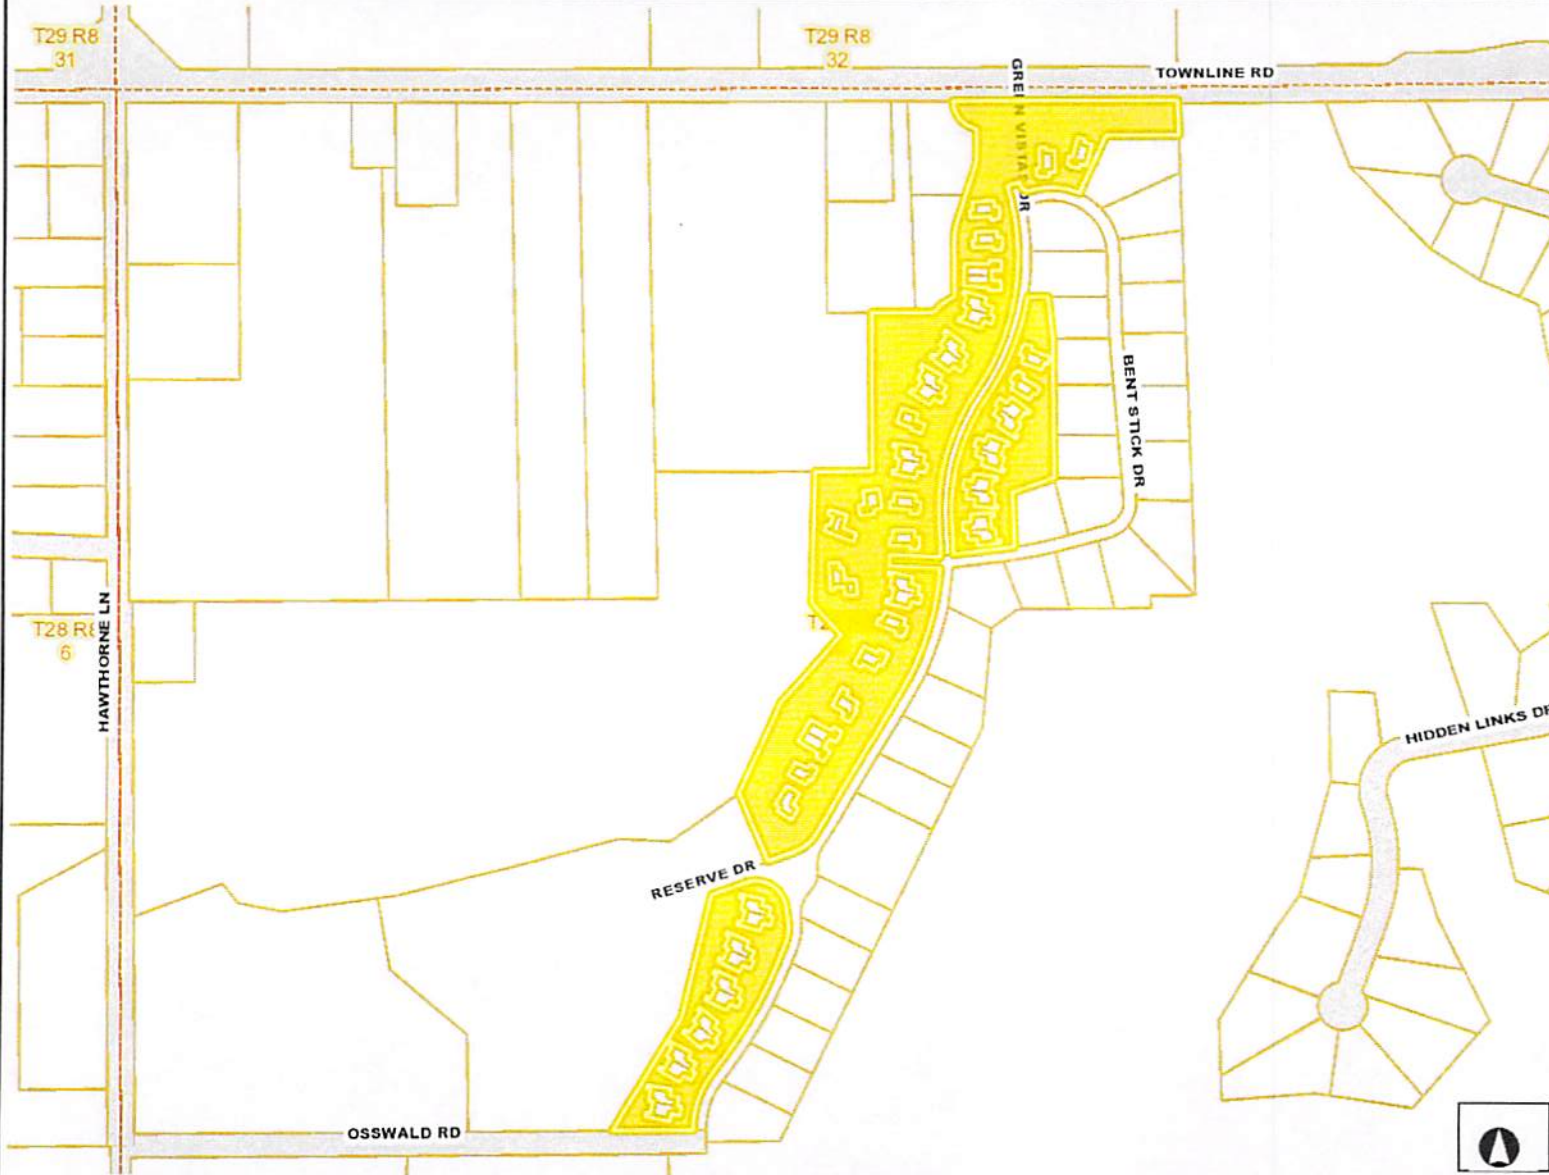 T29 R8
31
T29 R8
32
TOWNLINE RD
GREEN VISTA DR
BENT STICK DR
HAWTHORNE LN
T28 R8
6
T2
HIDDEN LINKS DR
RESERVE DR
OSSWALD RD